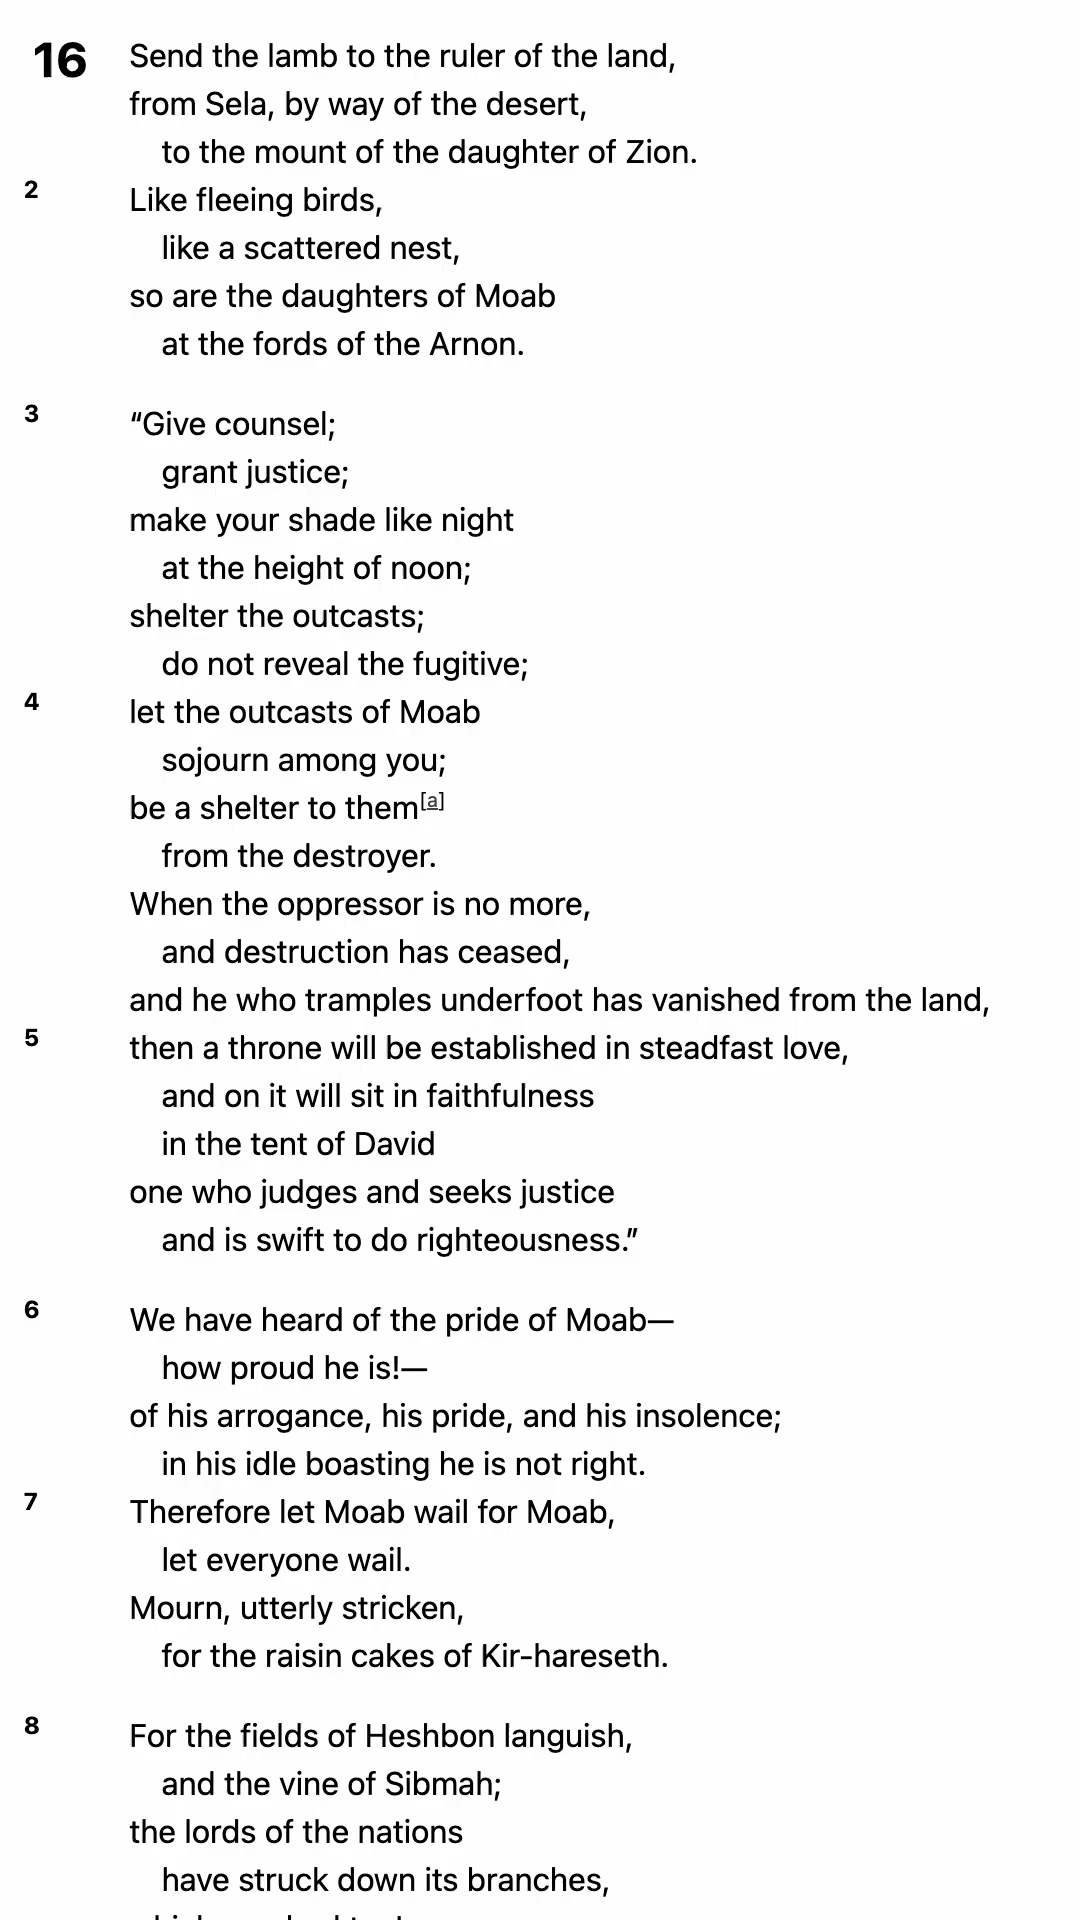 16 Send the lamb to the ruler of the land,
from Sela, by way of the desert,
to the mount of the daughter of Zion.
2 Like fleeing birds,
like a scattered nest,
so are the daughters of Moab
at the fords of the Arnon.
3 “Give counsel;
grant justice;
make your shade like night
at the height of noon;
shelter the outcasts;
do not reveal the fugitive;
4 let the outcasts of Moab
sojourn among you;
be a shelter to them[a]
from the destroyer.
When the oppressor is no more,
and destruction has ceased,
and he who tramples underfoot has vanished from the land,
5 then a throne will be established in steadfast love,
and on it will sit in faithfulness
in the tent of David
one who judges and seeks justice
and is swift to do righteousness.”
6 We have heard of the pride of Moab—
how proud he is!—
of his arrogance, his pride, and his insolence;
in his idle boasting he is not right.
7 Therefore let Moab wail for Moab,
let everyone wail.
Mourn, utterly stricken,
for the raisin cakes of Kir-hareseth.
8 For the fields of Heshbon languish,
and the vine of Sibmah;
the lords of the nations
have struck down its branches,